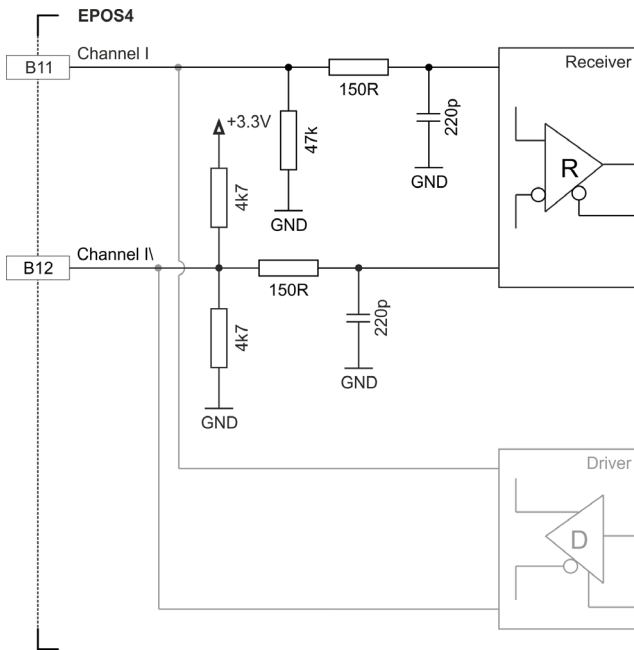 EPOS4
B11
Channel I
150R
220p
GND
Receiver
R
+3.3V
47k
GND
4k7
B12
Channel I\
150R
220p
GND
4k7
GND
Driver
D